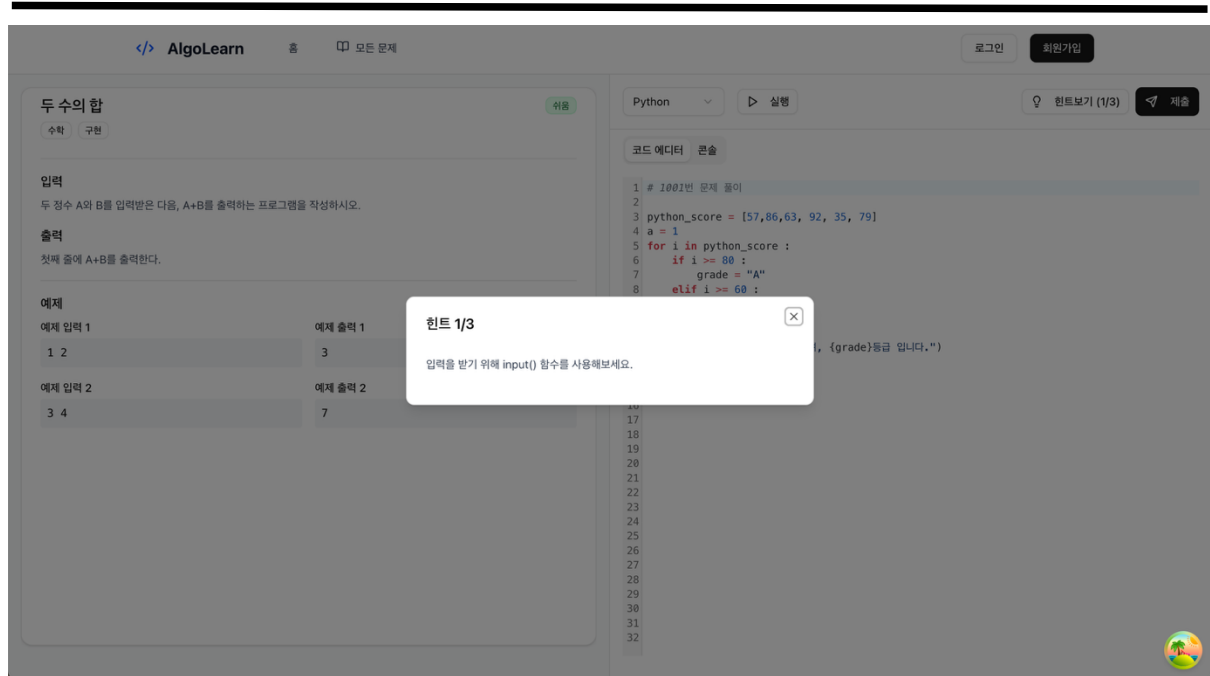 </> AlgoLearn
홈
모든 문제
로그인
회원가입
두 수의 합
쉬움
수학
구현
입력
두 정수 A와 B를 입력받은 다음, A+B를 출력하는 프로그램을 작성하시오.
출력
첫째 줄에 A+B를 출력한다.
예제
예제 입력 1
예제 출력 1
1 2
3
예제 입력 2
예제 출력 2
3 4
7
Python
실행
힌트보기 (1/3)
제출
코드 에디터
콘솔
1 # 1001번 문제 풀이
2
3 python_score = [57,86,63, 92, 35, 79]
4 a = 1
5 for i in python_score :
6 if i >= 80 :
7 grade = "A"
8 elif i >= 60 :
, {grade}등급 입니다.")
16
17
18
19
20
21
22
23
24
25
26
27
28
29
30
31
32
힌트 1/3
입력을 받기 위해 input() 함수를 사용해보세요.